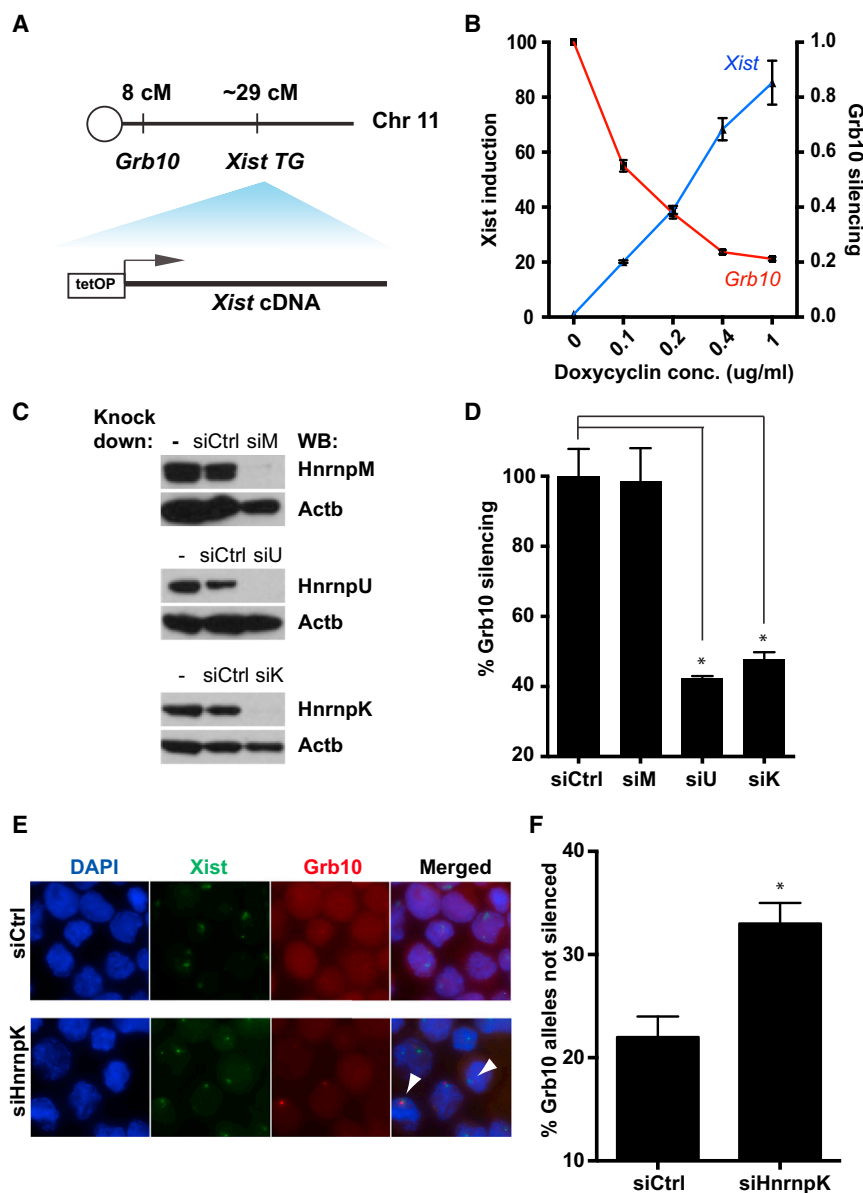 A
8 cM
~29 cM
Chr 11
Grb10
Xist TG
tetOP
Xist cDNA
B
100
80
60
40
20
0
Xist induction
Xist
Grb10
1.0
0.8
0.6
0.4
0.2
0.0
Grb10 silencing
0
0.1
0.2
0.4
1
Doxycyclin conc. (ug/ml)
C
Knock down:
- siCtrl siM WB:
HnrnpM
Actb
- siCtrl siU
HnrnpU
Actb
- siCtrl siK
HnrnpK
Actb
D
% Grb10 silencing
100
80
60
40
20
* *
siCtrl siM siU siK
E
DAPI Xist Grb10 Merged
siCtrl
siHnrnpK
F
% Grb10 alleles not silenced
40
30
20
10
*
siCtrl siHnrnpK